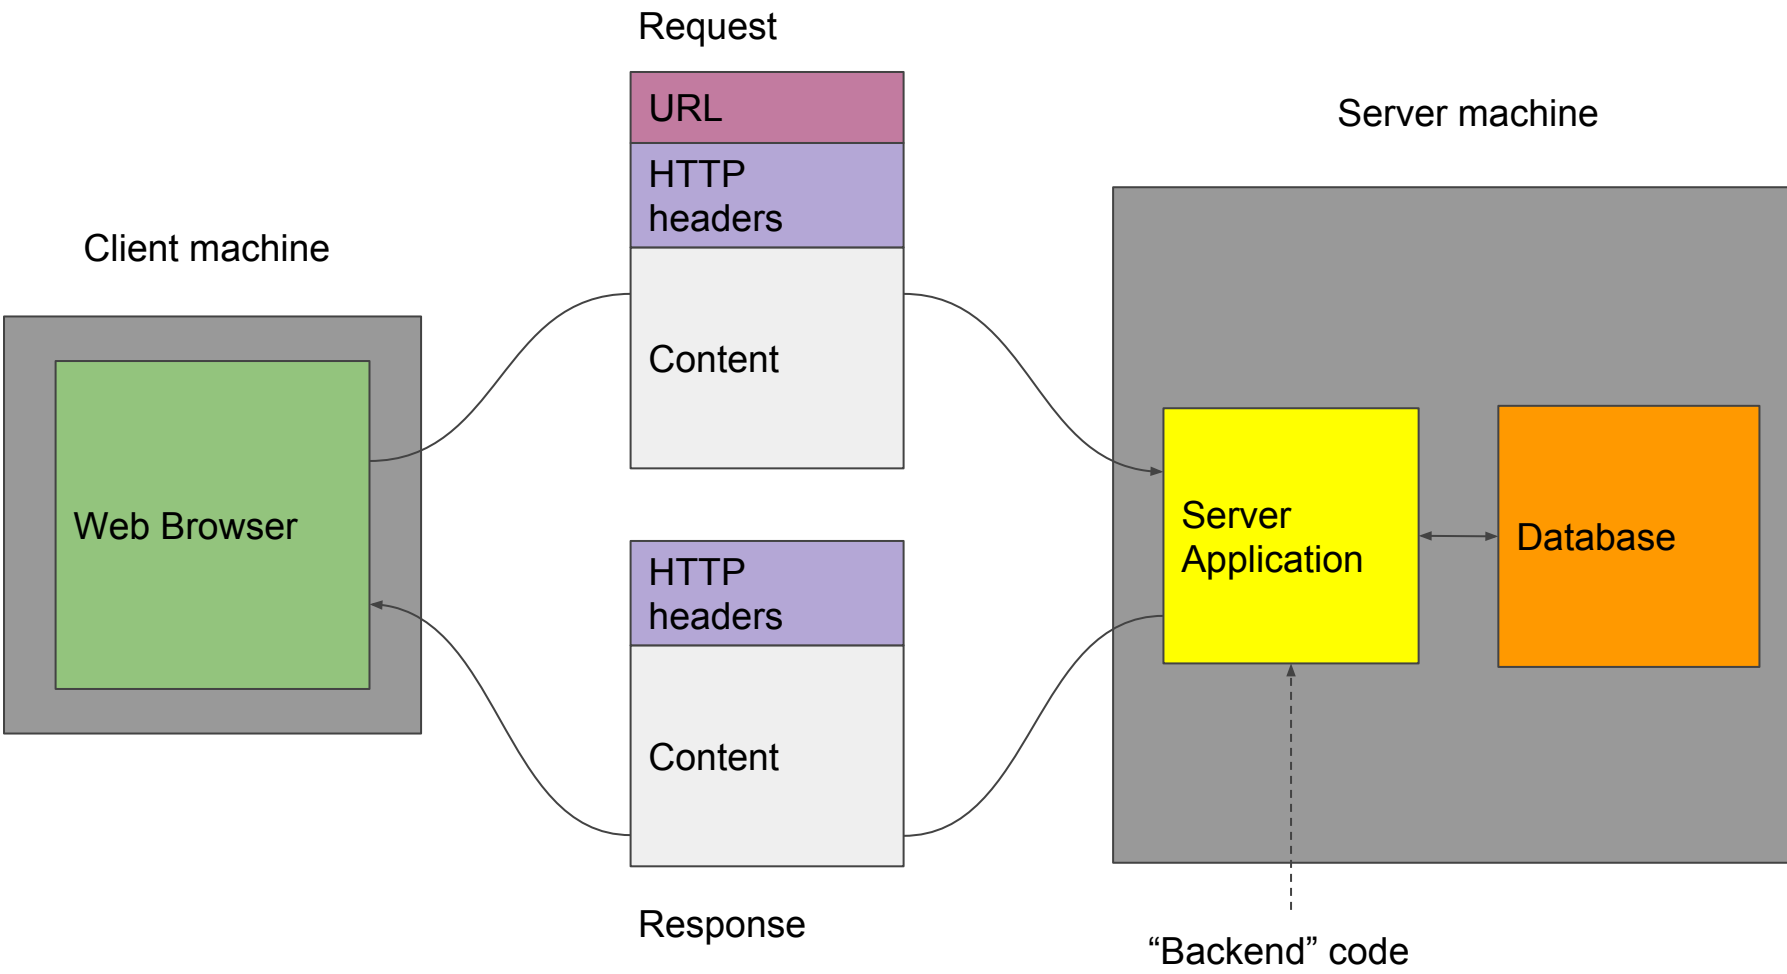 Request
URL
HTTP
headers
Content
Client machine
Web Browser
Server machine
Server
Application
Database
HTTP
headers
Content
Response
“Backend” code